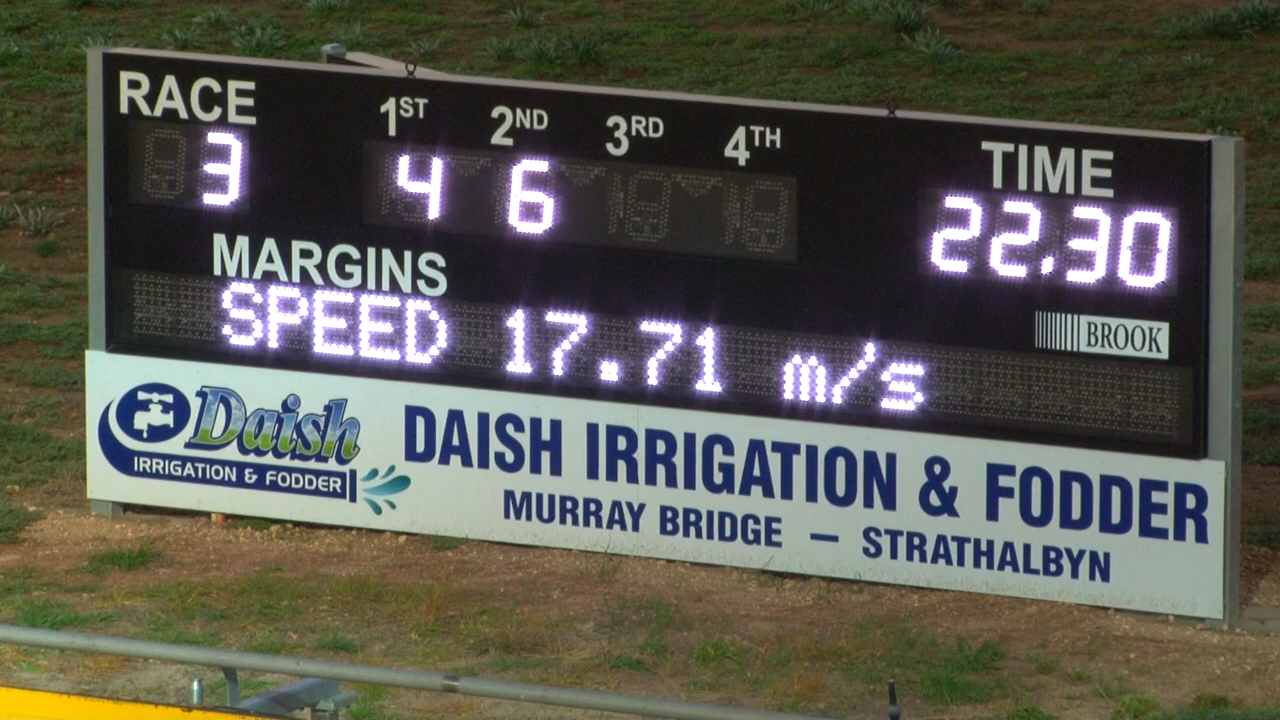 RACE 1ST 2ND 3RD 4TH TIME
3 4 6 22.30
MARGINS
SPEED 17.71 m/s
BROOK
Daish
IRRIGATION & FODDER
DAISH IRRIGATION & FODDER
MURRAY BRIDGE – STRATHALBYN